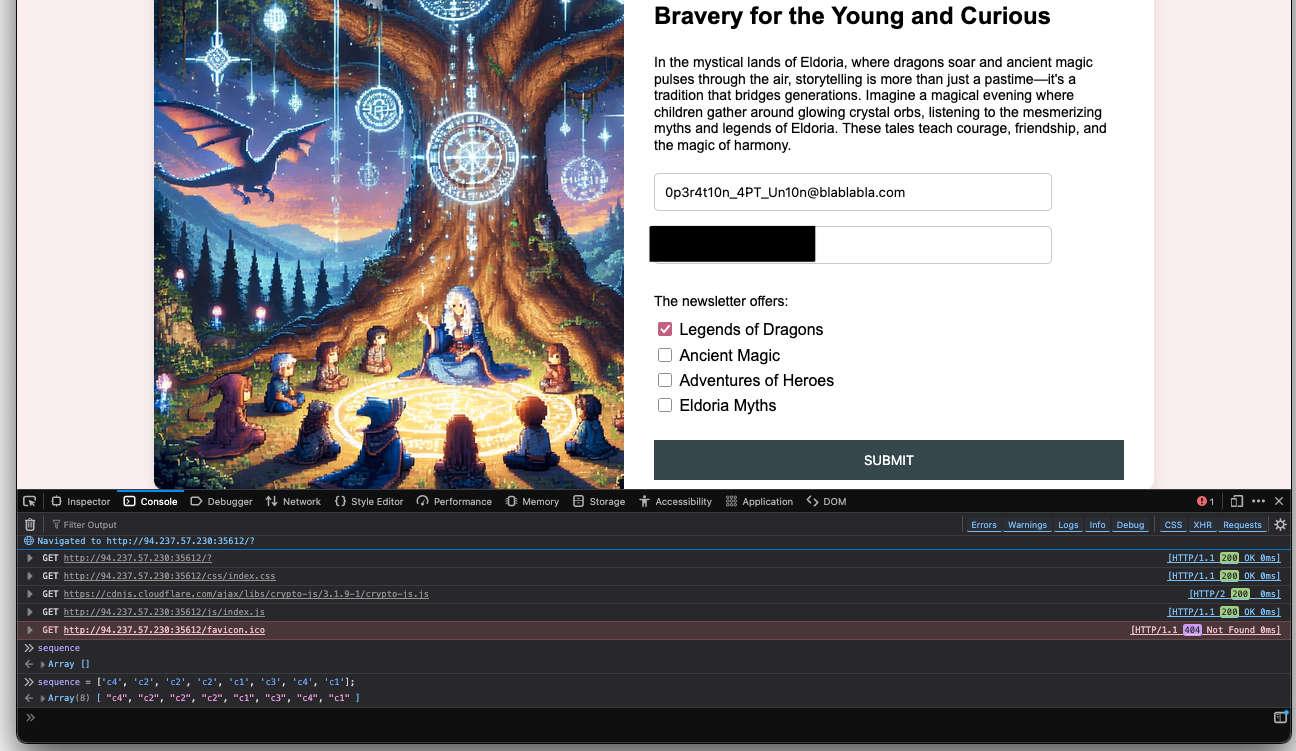 Bravery for the Young and Curious
In the mystical lands of Eldoria, where dragons soar and ancient magic
pulses through the air, storytelling is more than just a pastime—it's a
tradition that bridges generations. Imagine a magical evening where
children gather around glowing crystal orbs, listening to the mesmerizing
myths and legends of Eldoria. These tales teach courage, friendship, and
the magic of harmony.
0p3r4t10n_4PT_Un10n@blablabla.com
The newsletter offers:
Legends of Dragons
Ancient Magic
Adventures of Heroes
Eldoria Myths
SUBMIT
Inspector Console Debugger Network Style Editor Performance Memory Storage Accessibility Application DOM 1
Filter Output Errors Warnings Logs Info Debug CSS XHR Requests
Navigated to http://94.237.57.230:35612/?
GET http://94.237.57.230:35612/? [HTTP/1.1 200 OK 0ms]
GET http://94.237.57.230:35612/css/index.css [HTTP/1.1 200 OK 0ms]
GET https://cdnjs.cloudflare.com/ajax/libs/crypto-js/3.1.9-1/crypto-js.js [HTTP/2 200 0ms]
GET http://94.237.57.230:35612/js/index.js [HTTP/1.1 200 OK 0ms]
GET http://94.237.57.230:35612/favicon.ico [HTTP/1.1 404 Not Found 0ms]
sequence
Array []
sequence = ['c4', 'c2', 'c2', 'c2', 'c1', 'c3', 'c4', 'c1'];
Array(8) [ "c4", "c2", "c2", "c2", "c1", "c3", "c4", "c1" ]